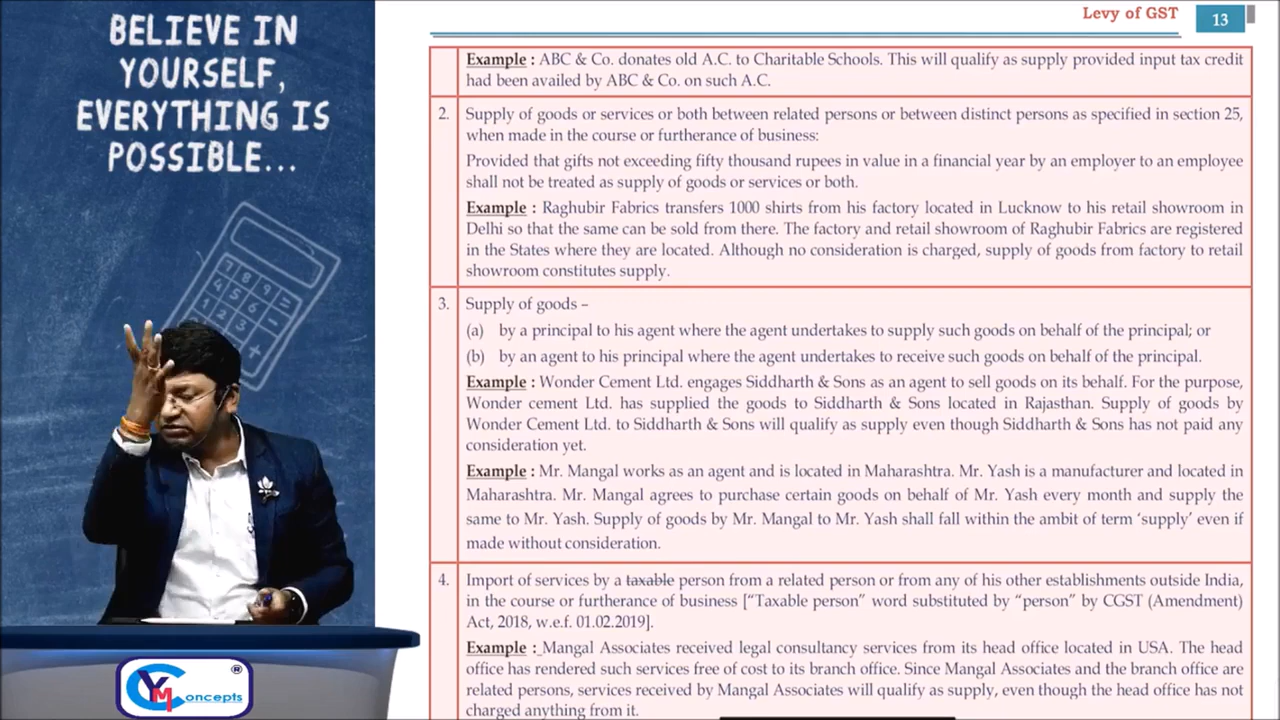 BELIEVE IN
YOURSELF,
EVERYTHING IS
POSSIBLE...
7 8 9 =
4 5 6 -
1 2 3 +
YM Concepts ®
Levy of GST 13
Example : ABC & Co. donates old A.C. to Charitable Schools. This will qualify as supply provided input tax credit
had been availed by ABC & Co. on such A.C.
2. Supply of goods or services or both between related persons or between distinct persons as specified in section 25,
when made in the course or furtherance of business:
Provided that gifts not exceeding fifty thousand rupees in value in a financial year by an employer to an employee
shall not be treated as supply of goods or services or both.
Example : Raghubir Fabrics transfers 1000 shirts from his factory located in Lucknow to his retail showroom in
Delhi so that the same can be sold from there. The factory and retail showroom of Raghubir Fabrics are registered
in the States where they are located. Although no consideration is charged, supply of goods from factory to retail
showroom constitutes supply.
3. Supply of goods –
(a) by a principal to his agent where the agent undertakes to supply such goods on behalf of the principal; or
(b) by an agent to his principal where the agent undertakes to receive such goods on behalf of the principal.
Example : Wonder Cement Ltd. engages Siddharth & Sons as an agent to sell goods on its behalf. For the purpose,
Wonder cement Ltd. has supplied the goods to Siddharth & Sons located in Rajasthan. Supply of goods by
Wonder Cement Ltd. to Siddharth & Sons will qualify as supply even though Siddharth & Sons has not paid any
consideration yet.
Example : Mr. Mangal works as an agent and is located in Maharashtra. Mr. Yash is a manufacturer and located in
Maharashtra. Mr. Mangal agrees to purchase certain goods on behalf of Mr. Yash every month and supply the
same to Mr. Yash. Supply of goods by Mr. Mangal to Mr. Yash shall fall within the ambit of term ‘supply’ even if
made without consideration.
4. Import of services by a taxable person from a related person or from any of his other establishments outside India,
in the course or furtherance of business [“Taxable person” word substituted by “person” by CGST (Amendment)
Act, 2018, w.e.f. 01.02.2019].
Example : Mangal Associates received legal consultancy services from its head office located in USA. The head
office has rendered such services free of cost to its branch office. Since Mangal Associates and the branch office are
related persons, services received by Mangal Associates will qualify as supply, even though the head office has not
charged anything from it.